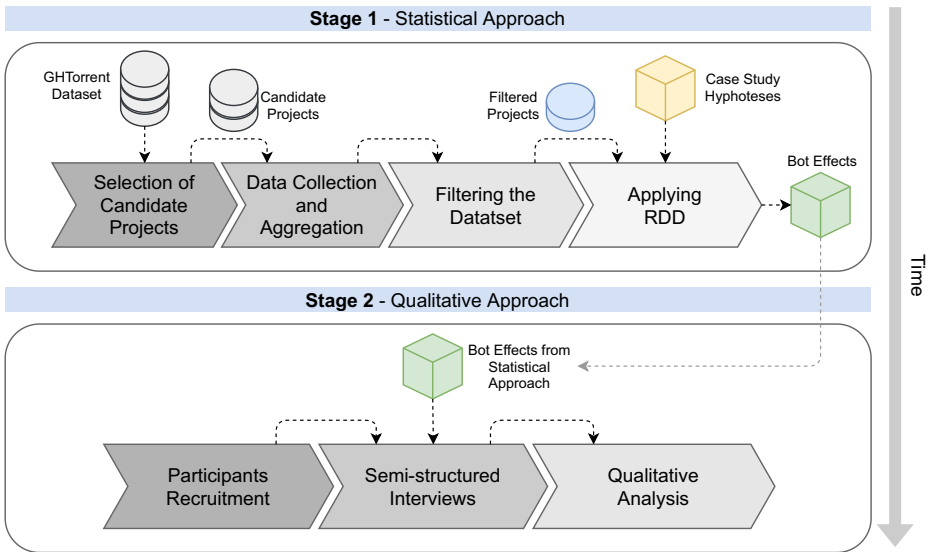 Stage 1 - Statistical Approach
GHTorrent
Dataset
Candidate
Projects
Filtered
Projects
Case Study
Hyphoteses
Selection of
Candidate
Projects
Data Collection
and
Aggregation
Filtering the
Datatset
Applying
RDD
Bot Effects
Time
Stage 2 - Qualitative Approach
Bot Effects from
Statistical
Approach
Participants
Recruitment
Semi-structured
Interviews
Qualitative
Analysis